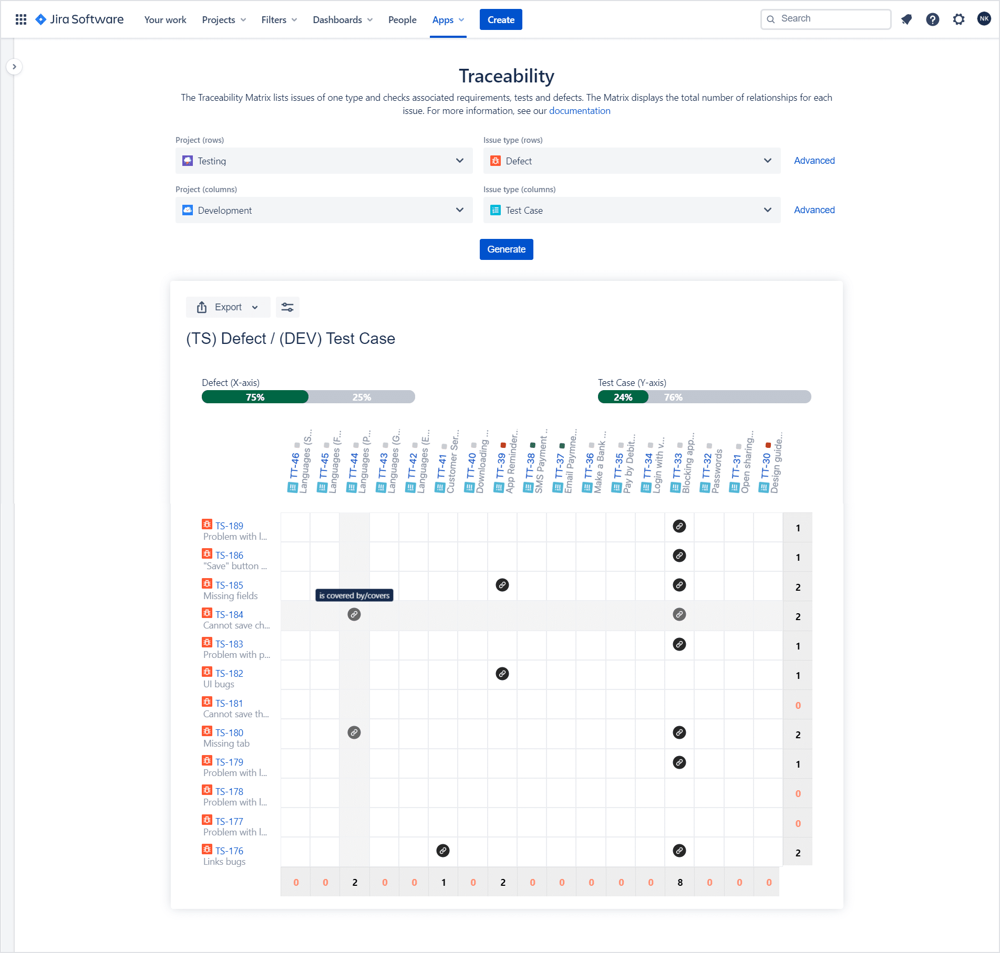 Jira Software Your work Projects Filters Dashboards People Apps Create Search NK
Traceability
The Traceability Matrix lists issues of one type and checks associated requirements, tests and defects. The Matrix displays the total number of relationships for each
issue. For more information, see our documentation
Project (rows) Issue type (rows)
Testing Defect Advanced
Project (columns) Issue type (columns)
Development Test Case Advanced
Generate
Export
(TS) Defect / (DEV) Test Case
Defect (X-axis) Test Case (Y-axis)
75% 25% 24% 76%
TT-46 Languages (S...
TT-45 Languages (F...
TT-44 Languages (P...
TT-43 Languages (G...
TT-42 Languages (E...
TT-41 Customer Ser...
TT-40 Downloading ...
TT-39 App Reminder...
TT-38 SMS Payment ..
TT-37 Email Paymne...
TT-36 Make a Bank ...
TT-35 Pay by Debit...
TT-34 Login with v...
TT-33 Blocking app...
TT-32 Passwords
TT-31 Open sharing...
TT-30 Design guide...
TS-189 1
Problem with l...
TS-186 1
"Save" button ...
TS-185 2
Missing fields
is covered by/covers
TS-184 2
Cannot save ch...
TS-183 1
Problem with p...
TS-182 1
UI bugs
TS-181 0
Cannot save th...
TS-180 2
Missing tab
TS-179 1
Problem with l...
TS-178 0
Problem with l...
TS-177 0
Problem with l...
TS-176 2
Links bugs
0 0 2 0 0 1 0 2 0 0 0 0 0 8 0 0 0